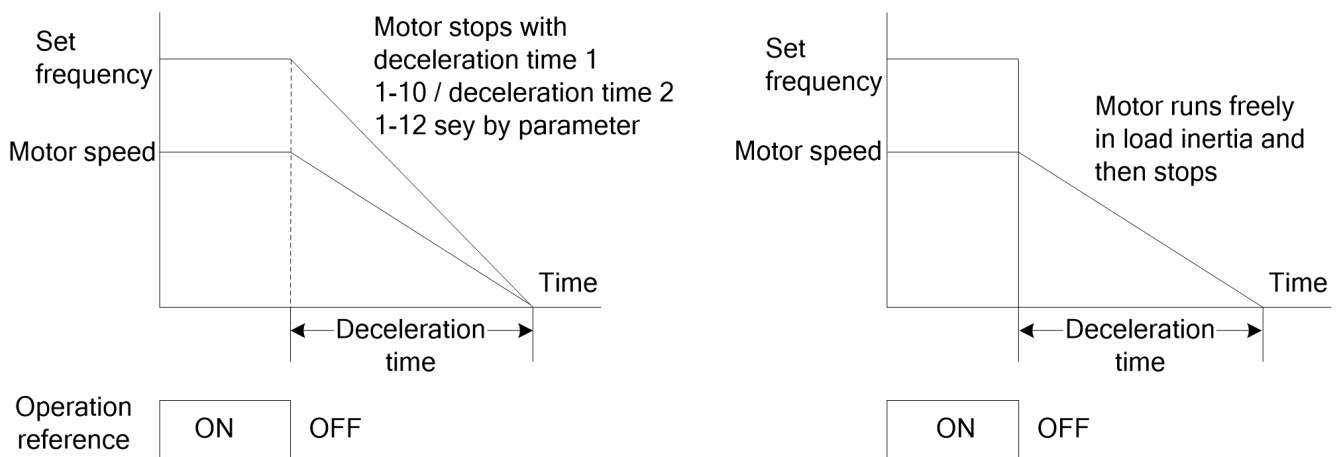 Set
frequency
Motor speed
Motor stops with
deceleration time 1
1-10 / deceleration time 2
1-12 sey by parameter
Time
Deceleration
time
Operation
reference
ON
OFF
Set
frequency
Motor speed
Motor runs freely
in load inertia and
then stops
Time
Deceleration
time
ON
OFF